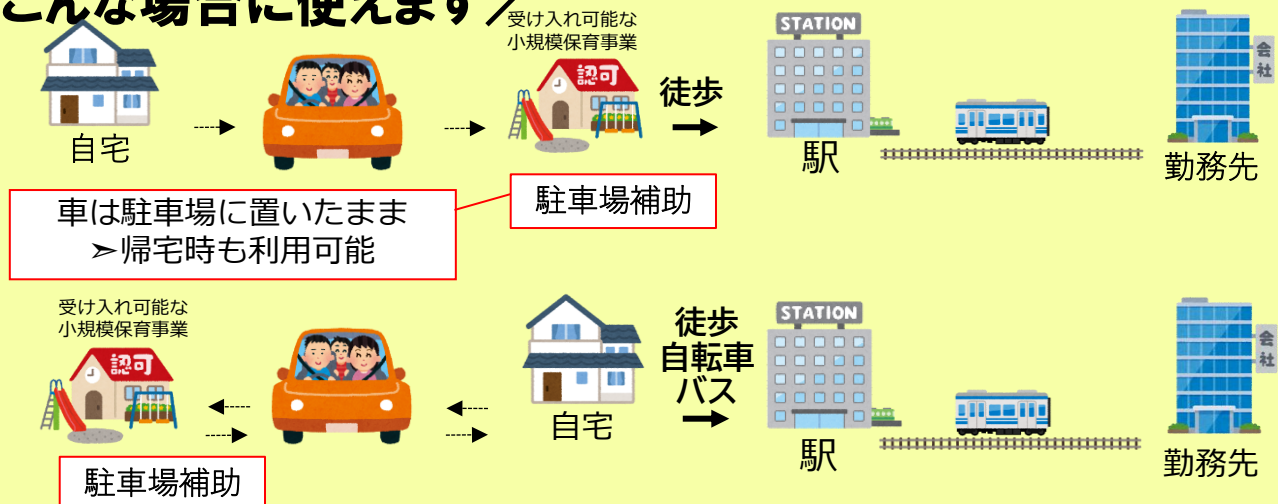 こんな場合に使えます／
受け入れ可能な
小規模保育事業
認可
徒歩
STATION
会社
自宅
駅
勤務先
車は駐車場に置いたまま
➣帰宅時も利用可能
駐車場補助
受け入れ可能な
小規模保育事業
認可
徒歩
自転車
バス
STATION
会社
自宅
駅
勤務先
駐車場補助